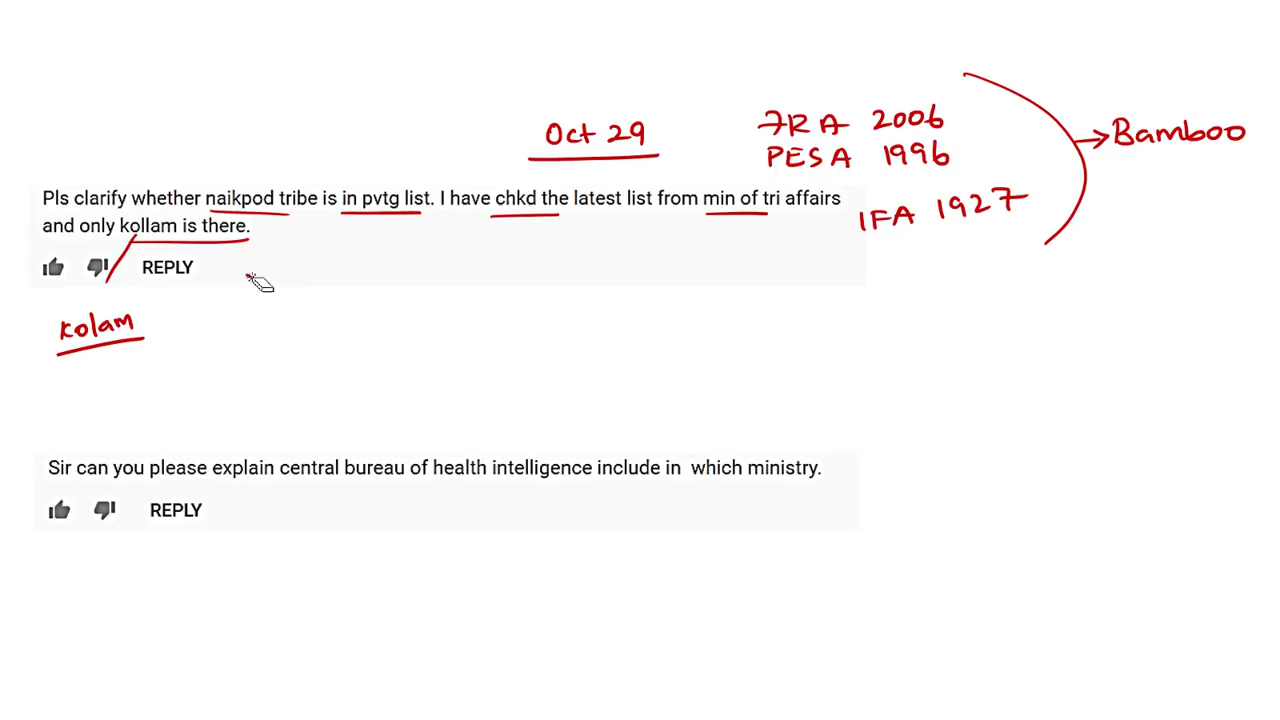 Oct 29
FRA 2006
PESA 1996
IFA 1927
Bamboo
Pls clarify whether naikpod tribe is in pvtg list. I have chkd the latest list from min of tri affairs
and only kollam is there.
REPLY
Kolam
Sir can you please explain central bureau of health intelligence include in which ministry.
REPLY